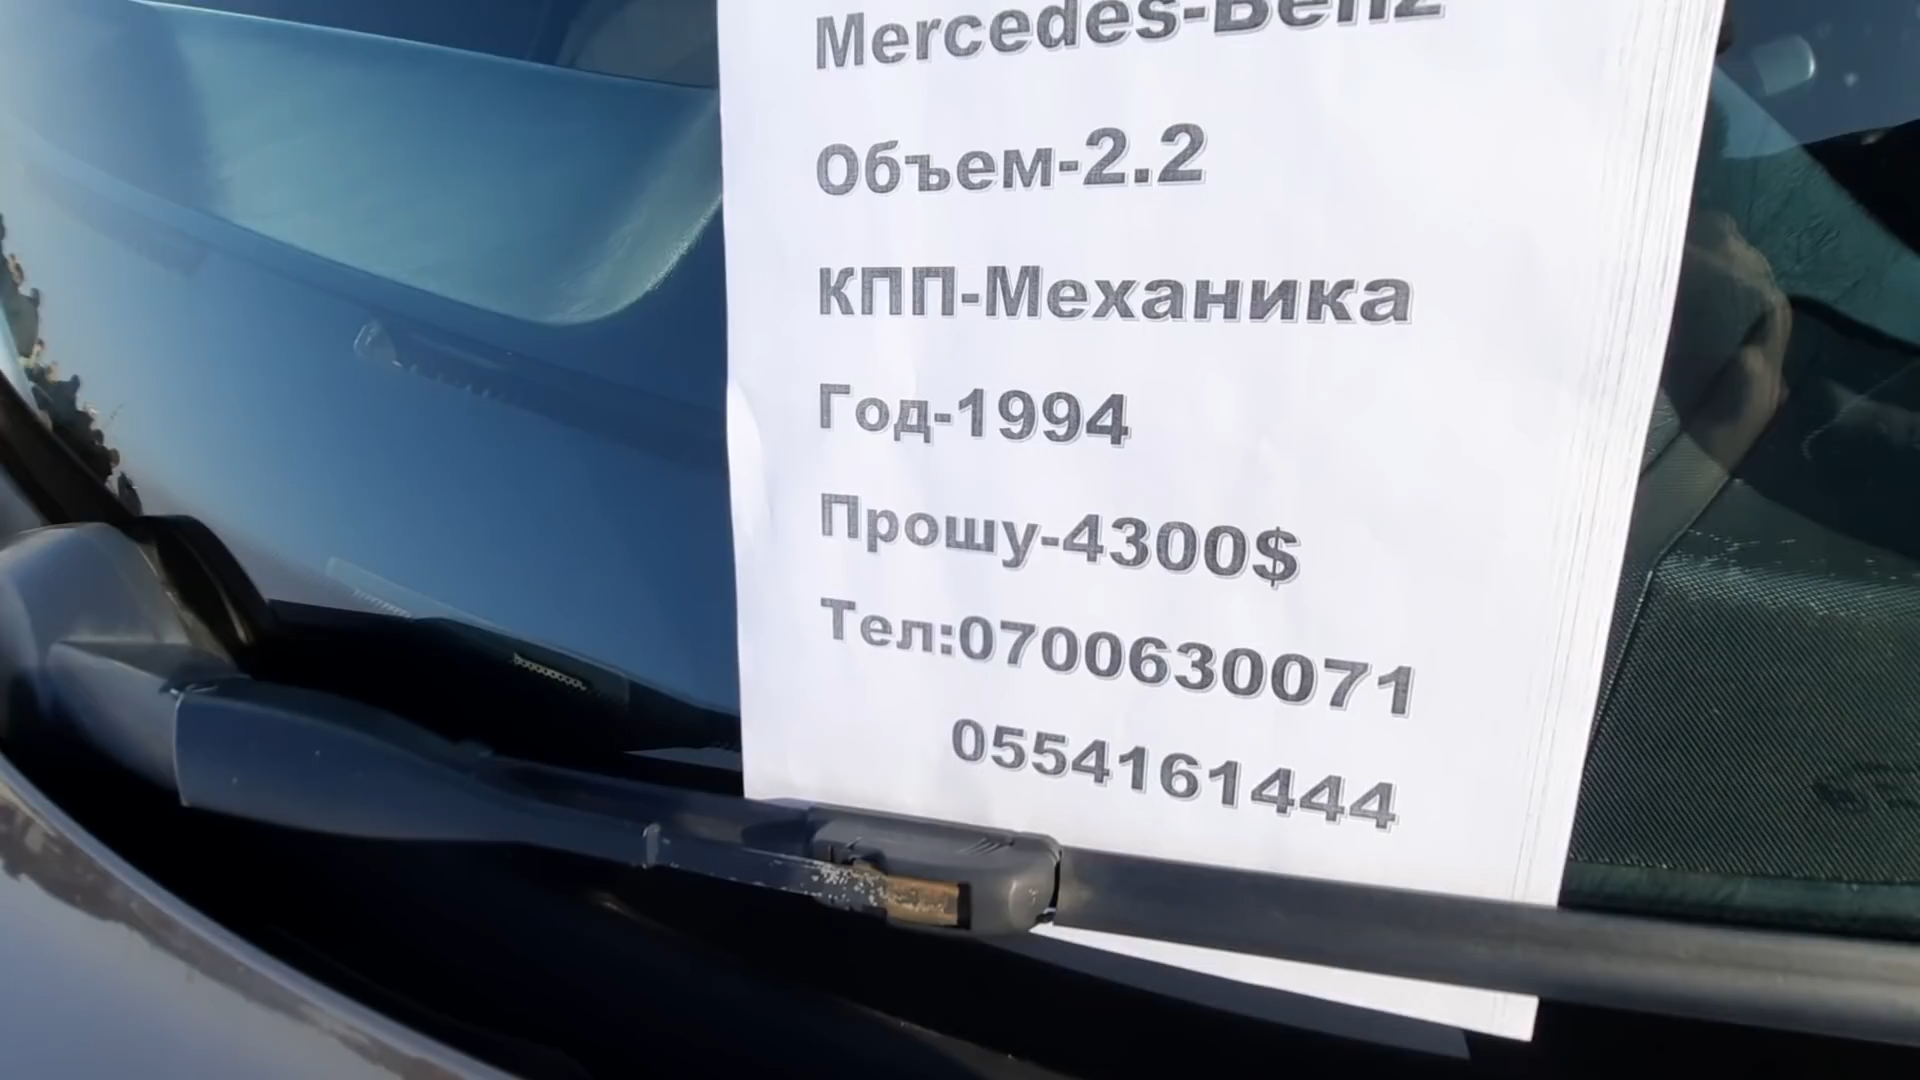 Mercedes-Benz
Объем-2.2
КПП-Механика
Год-1994
Прошу-4300$
Тел:0700630071
0554161444